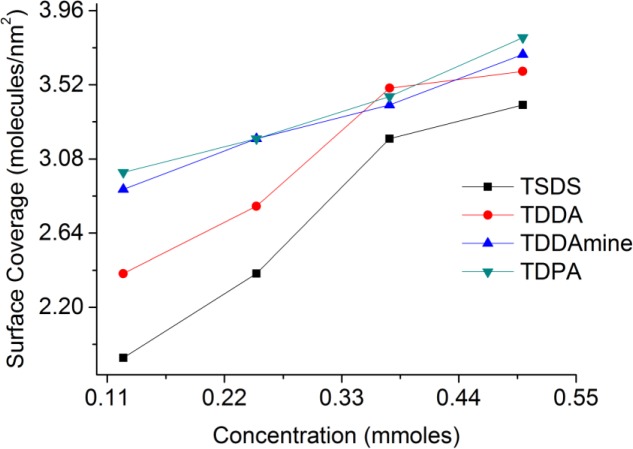 Surface Coverage (molecules/nm²)
3.96
3.52
3.08
2.64
2.20
TSDS
TDDA
TDDAmine
TDPA
0.11 0.22 0.33 0.44 0.55
Concentration (mmoles)